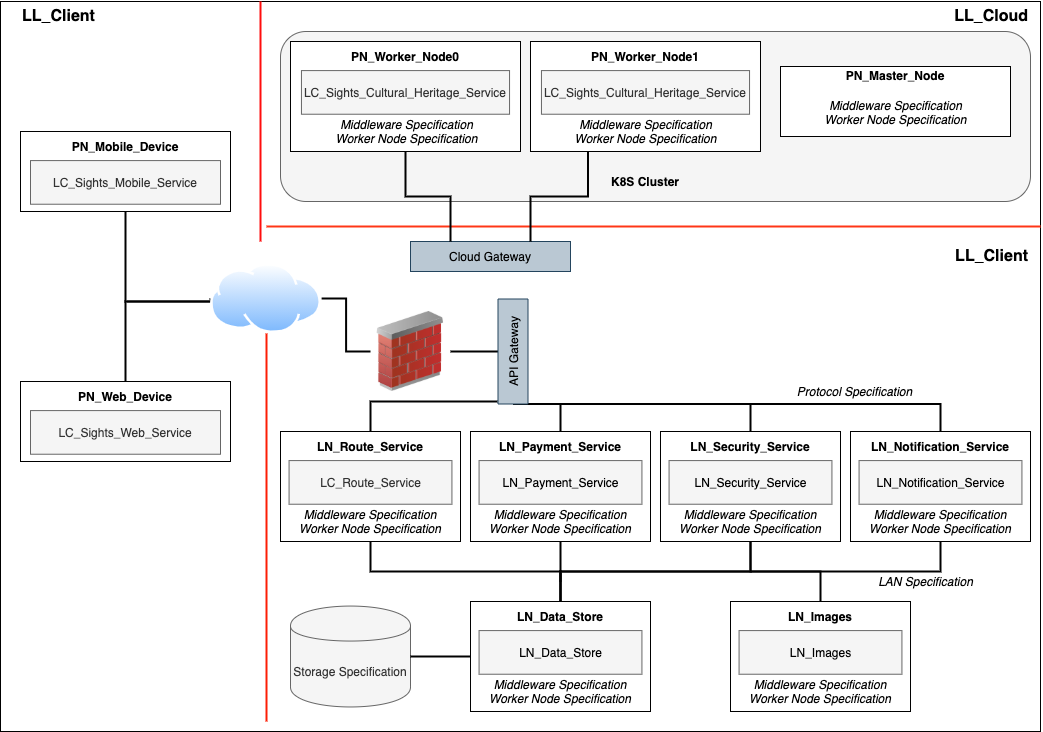 LL_Client
LL_Cloud
PN_Worker_Node0
LC_Sights_Cultural_Heritage_Service
Middleware Specification
Worker Node Specification
PN_Worker_Node1
LC_Sights_Cultural_Heritage_Service
Middleware Specification
Worker Node Specification
PN_Master_Node
Middleware Specification
Worker Node Specification
K8S Cluster
PN_Mobile_Device
LC_Sights_Mobile_Service
Cloud Gateway
LL_Client
API Gateway
PN_Web_Device
LC_Sights_Web_Service
Protocol Specification
LN_Route_Service
LC_Route_Service
Middleware Specification
Worker Node Specification
LN_Payment_Service
LN_Payment_Service
Middleware Specification
Worker Node Specification
LN_Security_Service
LN_Security_Service
Middleware Specification
Worker Node Specification
LN_Notification_Service
LN_Notification_Service
Middleware Specification
Worker Node Specification
LAN Specification
Storage Specification
LN_Data_Store
LN_Data_Store
Middleware Specification
Worker Node Specification
LN_Images
LN_Images
Middleware Specification
Worker Node Specification